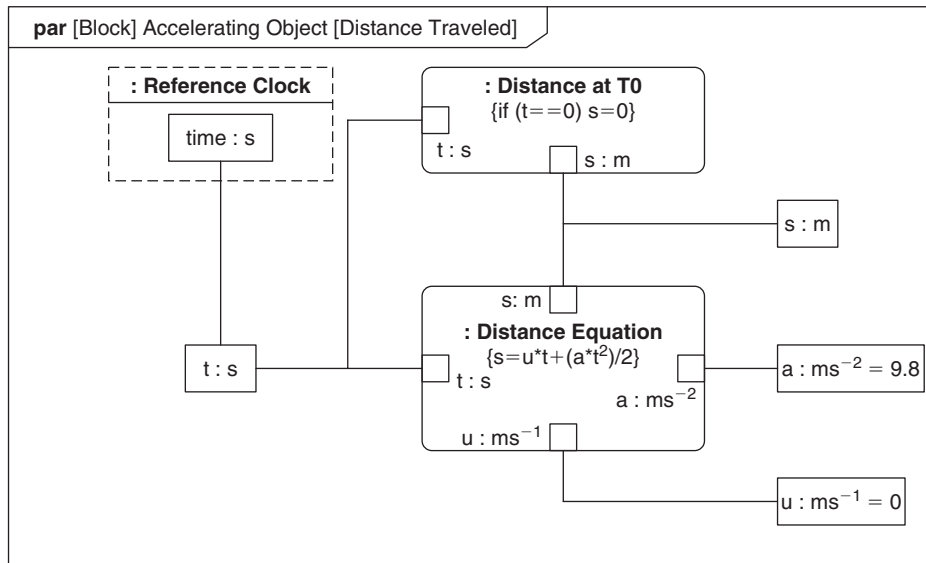 par [Block] Accelerating Object [Distance Traveled]
: Reference Clock
time : s
: Distance at T0
{if (t==0) s=0}
t : s
s : m
s : m
s: m
: Distance Equation
{s=u*t+(a*t²)/2}
t : s
t : s
a : ms⁻²
a : ms⁻² = 9.8
u : ms⁻¹
u : ms⁻¹ = 0